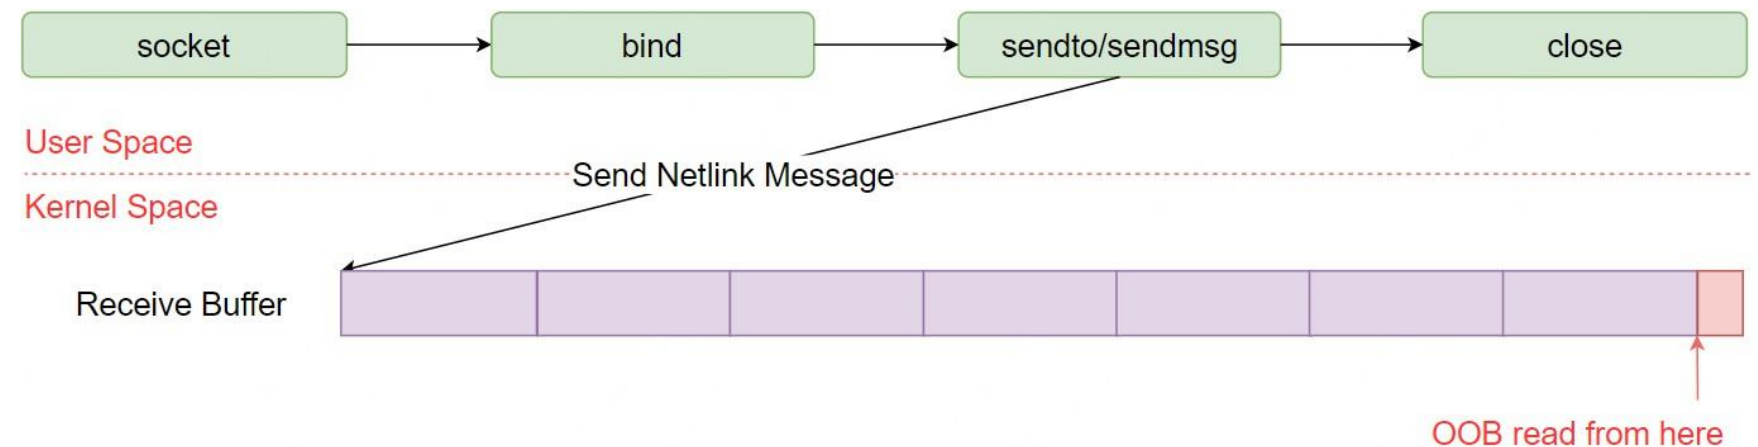 socket
bind
sendto/sendmsg
close
User Space
Send Netlink Message
Kernel Space
Receive Buffer
OOB read from here